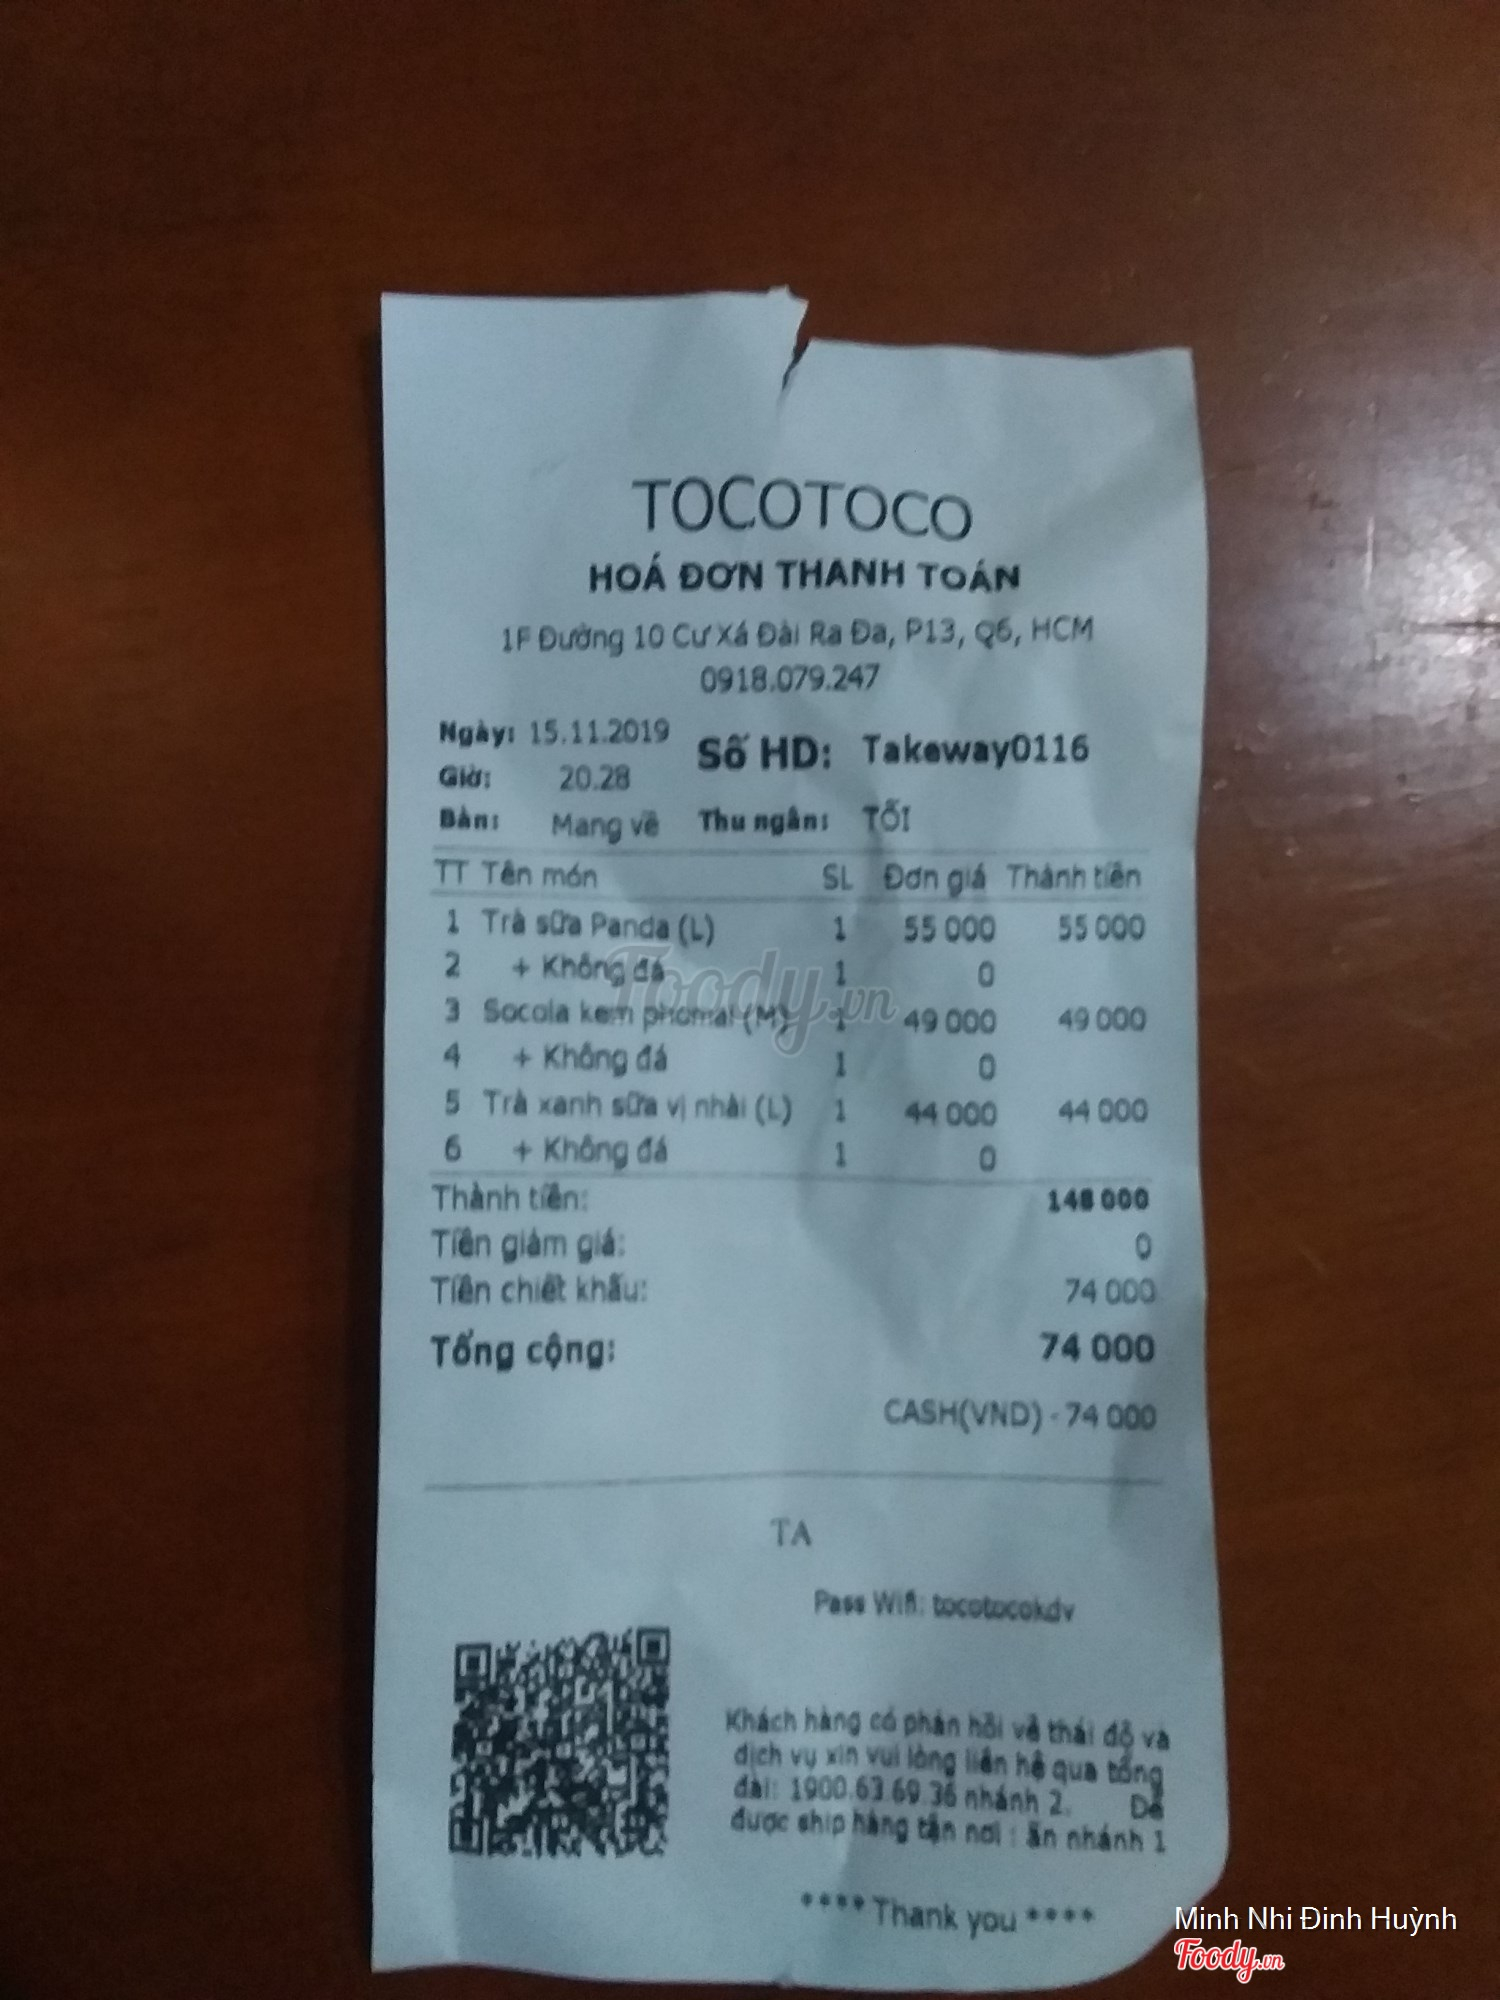 TOCOTOCO
HOÁ ĐƠN THANH TOÁN
1F Đường 10 Cư Xá Đài Ra Đa, P13, Q6, HCM
0918.079.247
Ngày: 15.11.2019 Số HD: Takeway0116
Giờ: 20.28
Bàn: Mang về Thu ngân: TỐI
TT Tên món SL Đơn giá Thành tiền
1 Trà sữa Panda (L) 1 55 000 55 000
2 + Không đá 1 0
3 Socola kem phomai (M) 1 49 000 49 000
4 + Không đá 1 0
5 Trà xanh sữa vị nhài (L) 1 44 000 44 000
6 + Không đá 1 0
Thành tiền: 148 000
Tiền giảm giá: 0
Tiền chiết khấu: 74 000
Tổng cộng: 74 000
CASH(VND) - 74 000
TA
Pass Wifi: tocotocokdv
Khách hàng có phản hồi về thái độ và
dịch vụ xin vui lòng liên hệ qua tổng
đài: 1900.63.69.36 nhánh 2. Để
được ship hàng tận nơi : ấn nhánh 1
**** Thank you ****
Foody.vn
Minh Nhi Đinh Huỳnh
Foody.vn